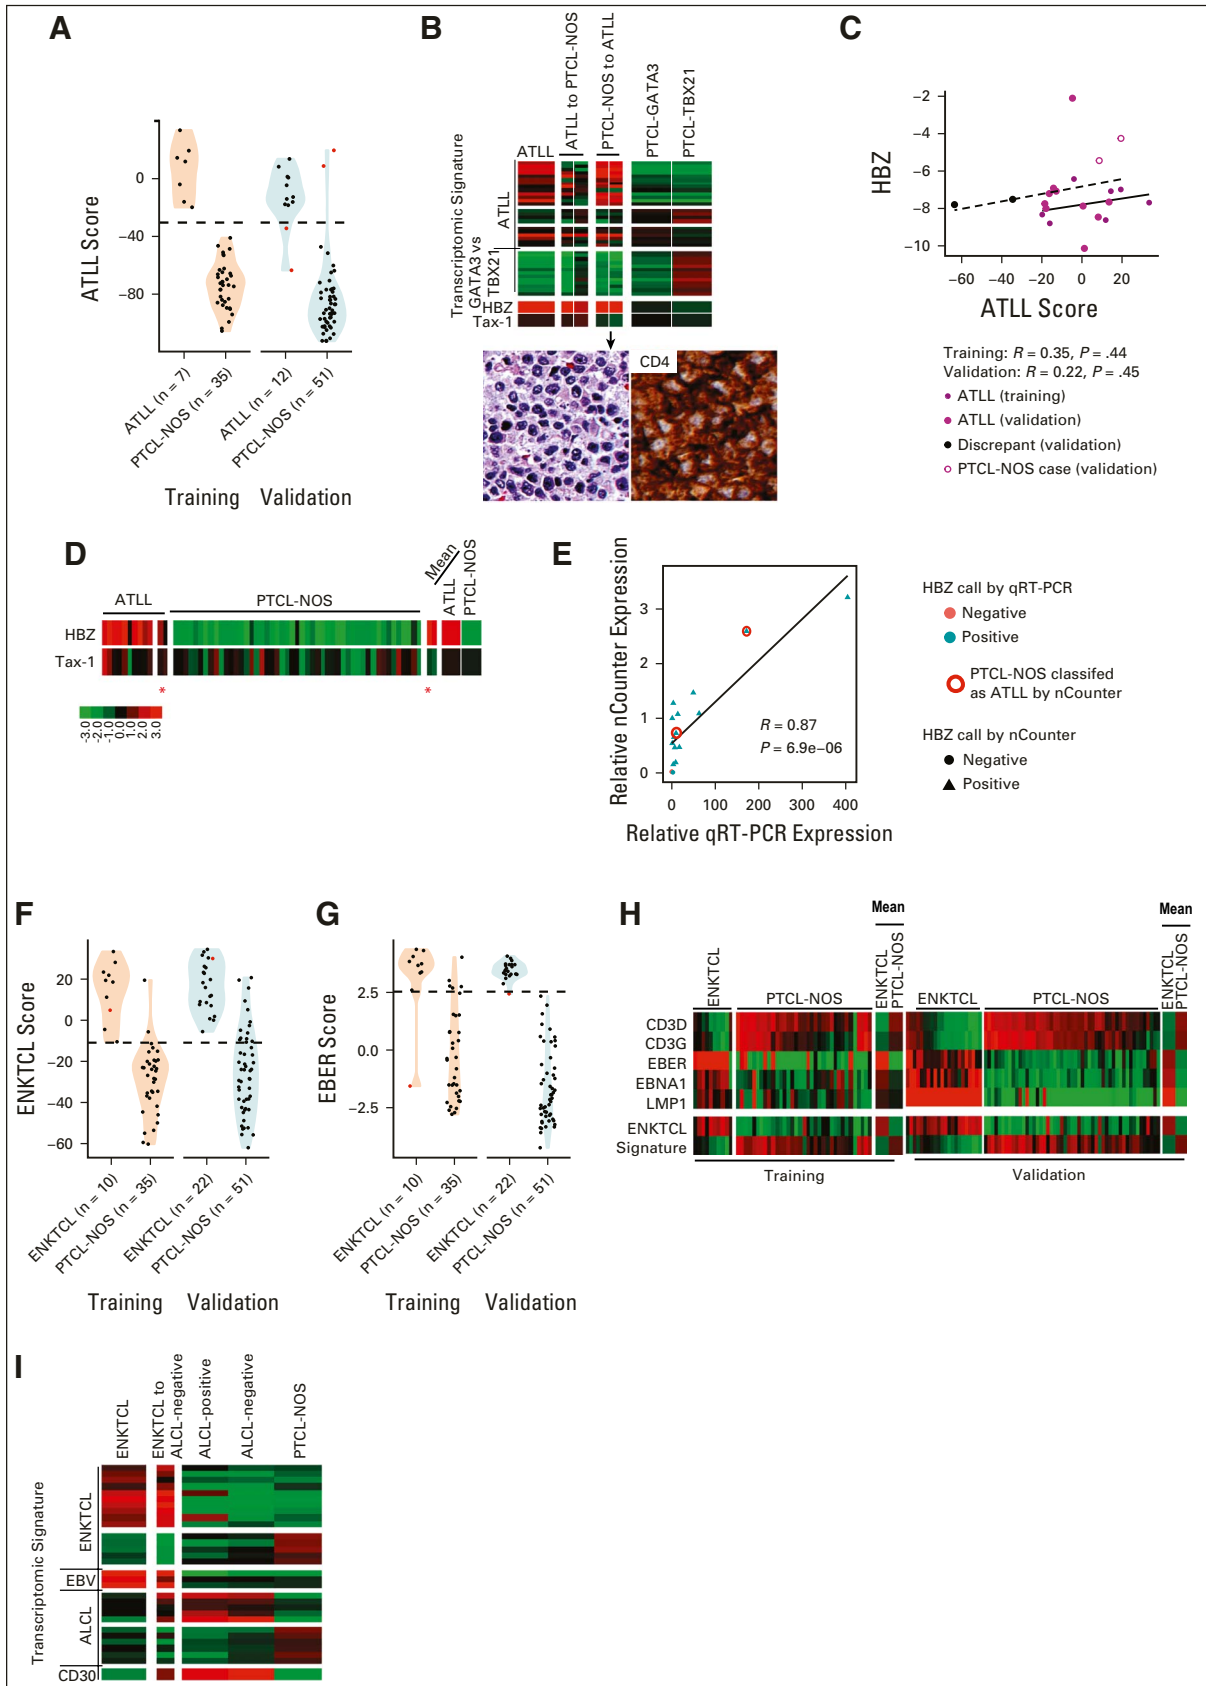 A
ATLL Score
0
−40
−80
ATLL (n = 7)
PTCL-NOS (n = 35)
ATLL (n = 12)
PTCL-NOS (n = 51)
Training
Validation
B
ATLL
ATLL to PTCL-NOS
PTCL-NOS to ATLL
PTCL-GATA3
PTCL-TBX21
Transcriptomic Signature
ATLL
GATA3 vs
TBX21
HBZ
Tax-1
CD4
C
HBZ
−2
−4
−6
−8
−10
−60
−40
−20
0
20
ATLL Score
Training: R = 0.35, P = .44
Validation: R = 0.22, P = .45
ATLL (training)
ATLL (validation)
Discrepant (validation)
PTCL-NOS case (validation)
D
ATLL
PTCL-NOS
Mean
ATLL
PTCL-NOS
HBZ
Tax-1
*
*
-3.0
-2.0
-1.0
0.0
1.0
2.0
3.0
E
Relative nCounter Expression
3
2
1
0
R = 0.87
P = 6.9e−06
0
100
200
300
400
Relative qRT-PCR Expression
HBZ call by qRT-PCR
Negative
Positive
PTCL-NOS classifed
as ATLL by nCounter
HBZ call by nCounter
Negative
Positive
F
ENKTCL Score
20
0
−20
−40
−60
ENKTCL (n = 10)
PTCL-NOS (n = 35)
ENKTCL (n = 22)
PTCL-NOS (n = 51)
Training
Validation
G
EBER Score
2.5
0.0
−2.5
ENKTCL (n = 10)
PTCL-NOS (n = 35)
ENKTCL (n = 22)
PTCL-NOS (n = 51)
Training
Validation
H
ENKTCL
PTCL-NOS
Mean
ENKTCL
PTCL-NOS
ENKTCL
PTCL-NOS
Mean
ENKTCL
PTCL-NOS
CD3D
CD3G
EBER
EBNA1
LMP1
ENKTCL
Signature
Training
Validation
I
ENKTCL
ENKTCL to
ALCL-negative
ALCL-positive
ALCL-negative
PTCL-NOS
Transcriptomic Signature
ENKTCL
EBV
ALCL
CD30